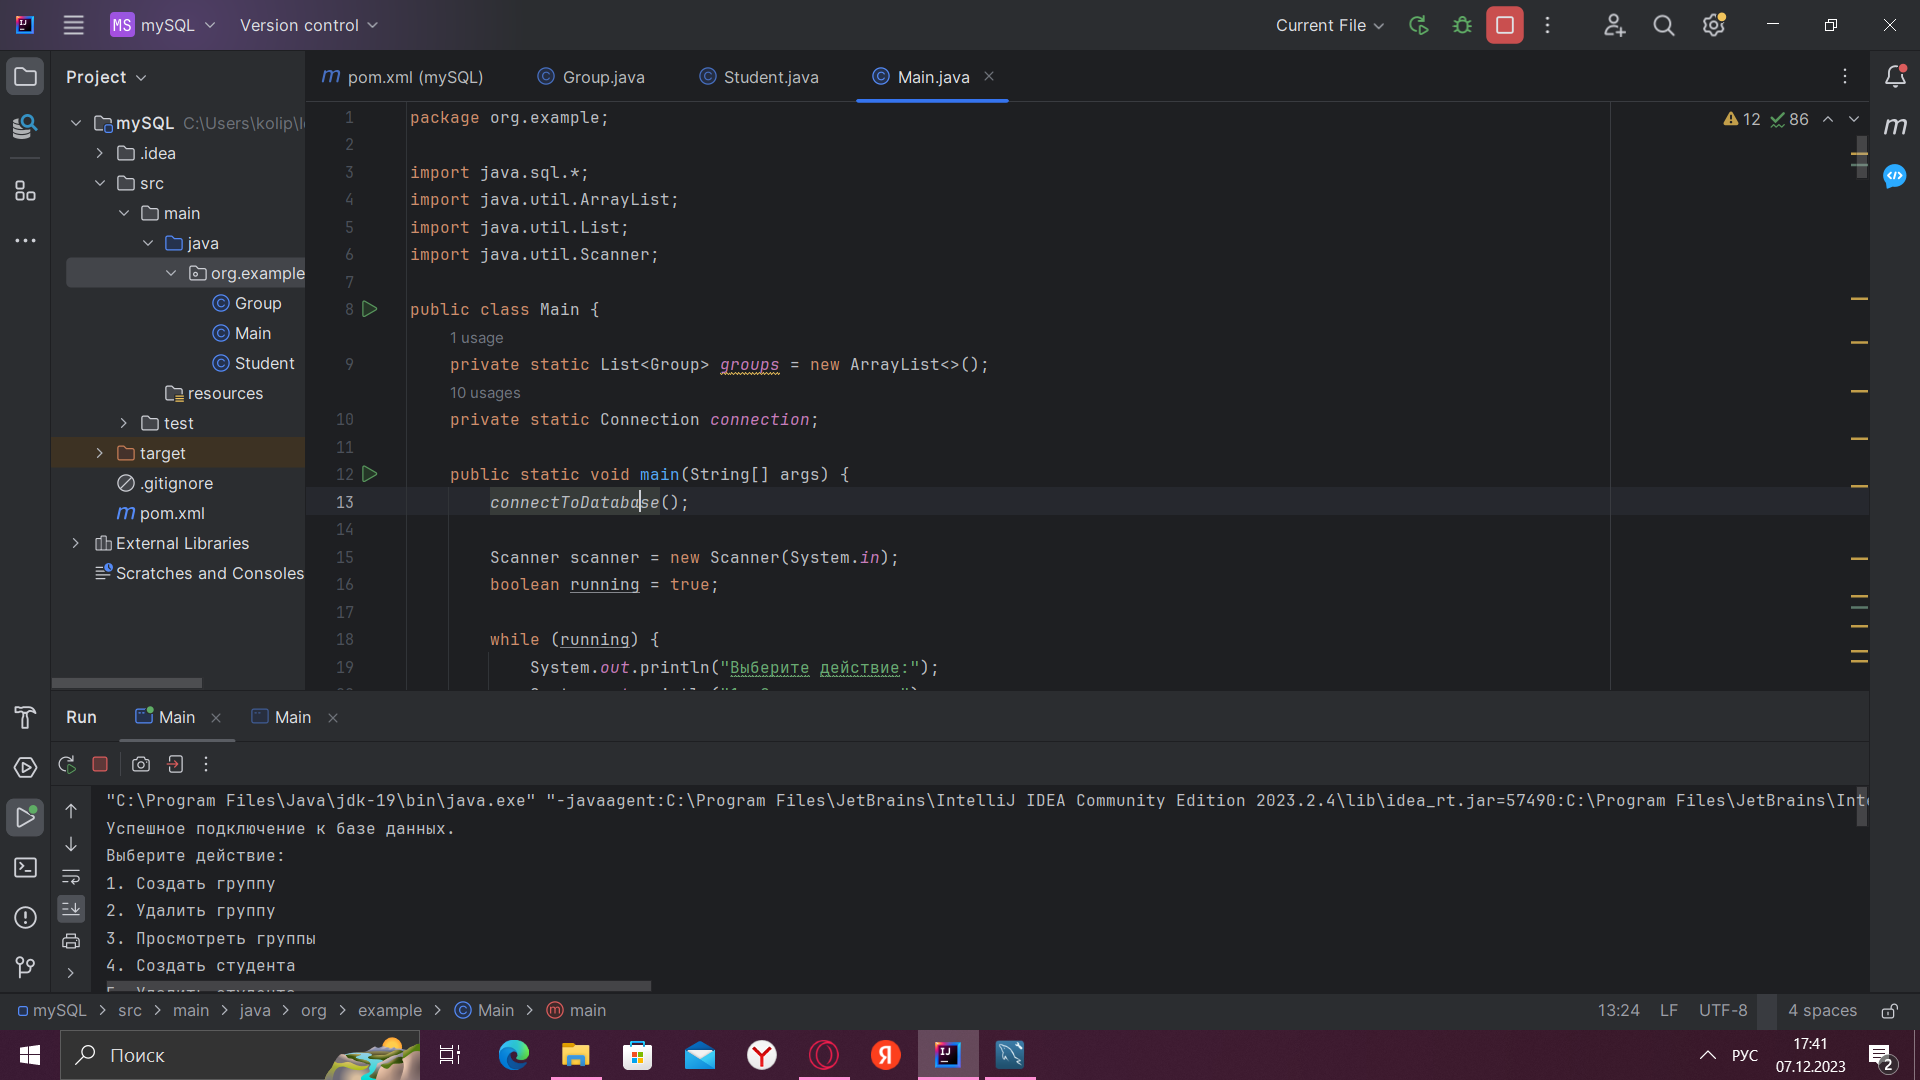 MS mySQL Version control Current File
Project
pom.xml (mySQL) Group.java Student.java Main.java
mySQL C:\Users\kolip\I
.idea
src
main
java
org.example
Group
Main
Student
resources
test
target
.gitignore
pom.xml
External Libraries
Scratches and Consoles
12 86
1 package org.example;
2
3 import java.sql.*;
4 import java.util.ArrayList;
5 import java.util.List;
6 import java.util.Scanner;
7
8 public class Main {
1 usage
9 private static List<Group> groups = new ArrayList<>();
10 usages
10 private static Connection connection;
11
12 public static void main(String[] args) {
13 connectToDatabase();
14
15 Scanner scanner = new Scanner(System.in);
16 boolean running = true;
17
18 while (running) {
19 System.out.println("Выберите действие:");
Run Main Main
"C:\Program Files\Java\jdk-19\bin\java.exe" "-javaagent:C:\Program Files\JetBrains\IntelliJ IDEA Community Edition 2023.2.4\lib\idea_rt.jar=57490:C:\Program Files\JetBrains\Int
Успешное подключение к базе данных.
Выберите действие:
1. Создать группу
2. Удалить группу
3. Просмотреть группы
4. Создать студента
mySQL > src > main > java > org > example > Main > main 13:24 LF UTF-8 4 spaces
Поиск РУС 17:41
07.12.2023 2